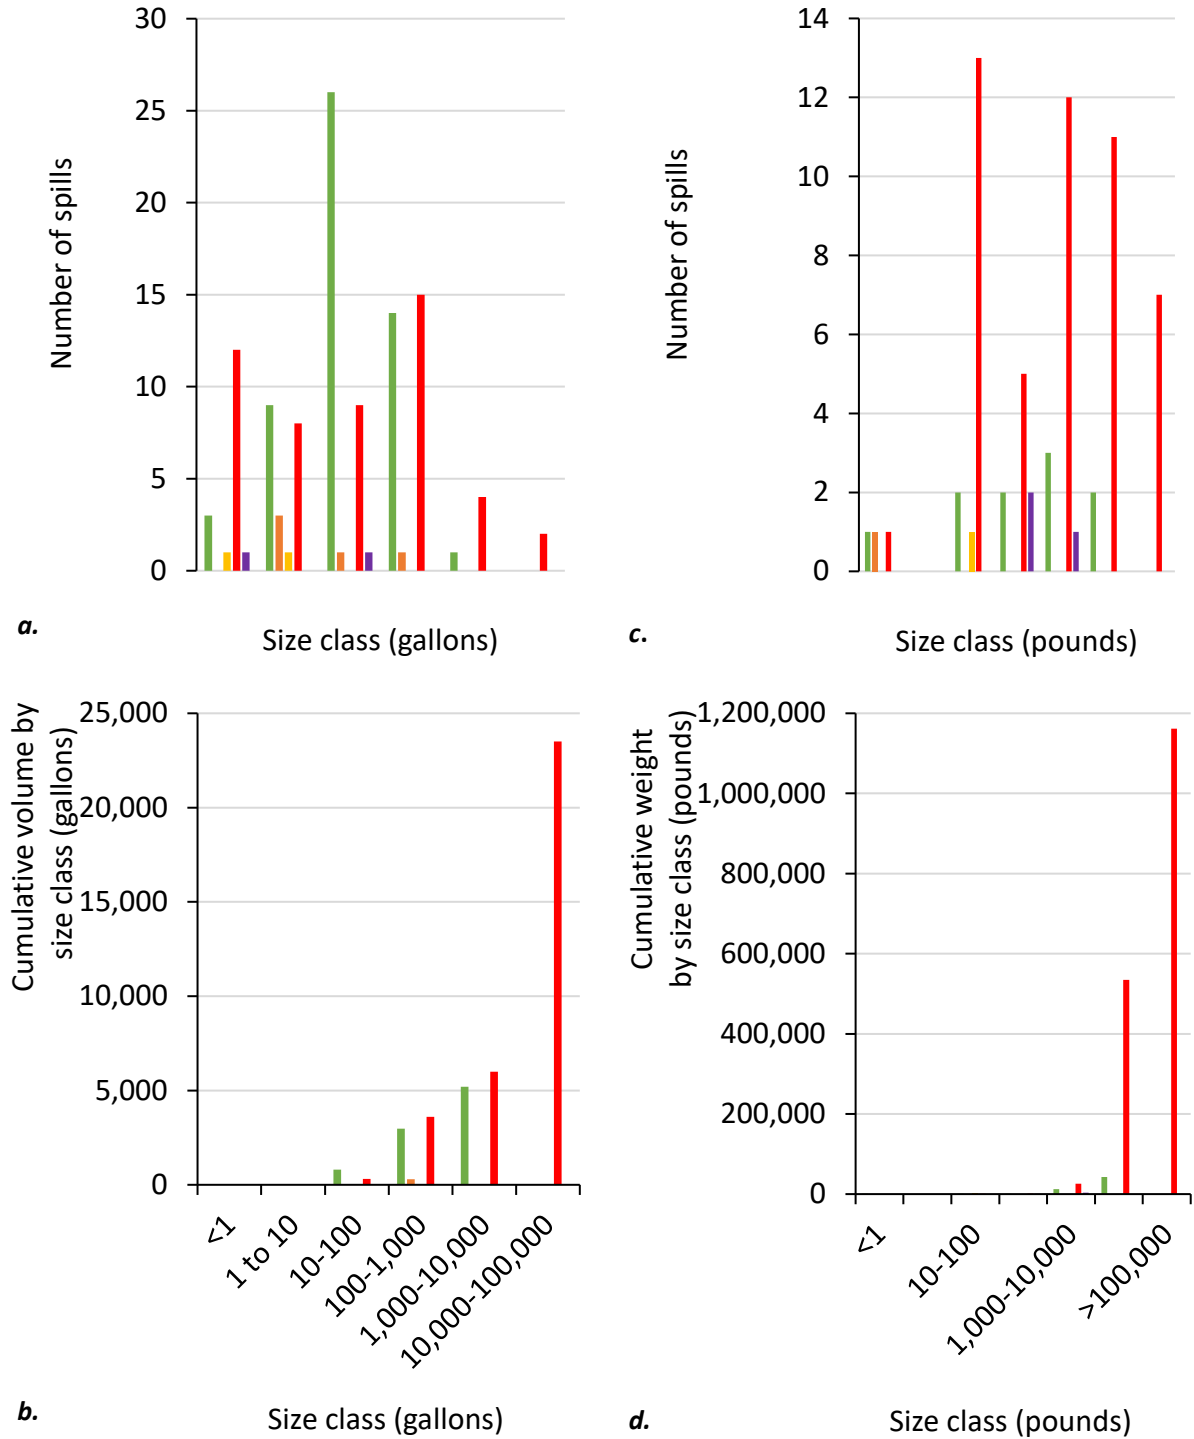 30
25
20
15
10
5
0
Number of spills
a.
Size class (gallons)
14
12
10
8
6
4
2
0
Number of spills
c.
Size class (pounds)
25,000
20,000
15,000
10,000
5,000
0
Cumulative volume by
size class (gallons)
<1
1 to 10
10-100
100-1,000
1,000-10,000
10,000-100,000
b.
Size class (gallons)
1,200,000
1,000,000
800,000
600,000
400,000
200,000
0
Cumulative weight
by size class (pounds)
<1
10-100
1,000-10,000
>100,000
d.
Size class (pounds)